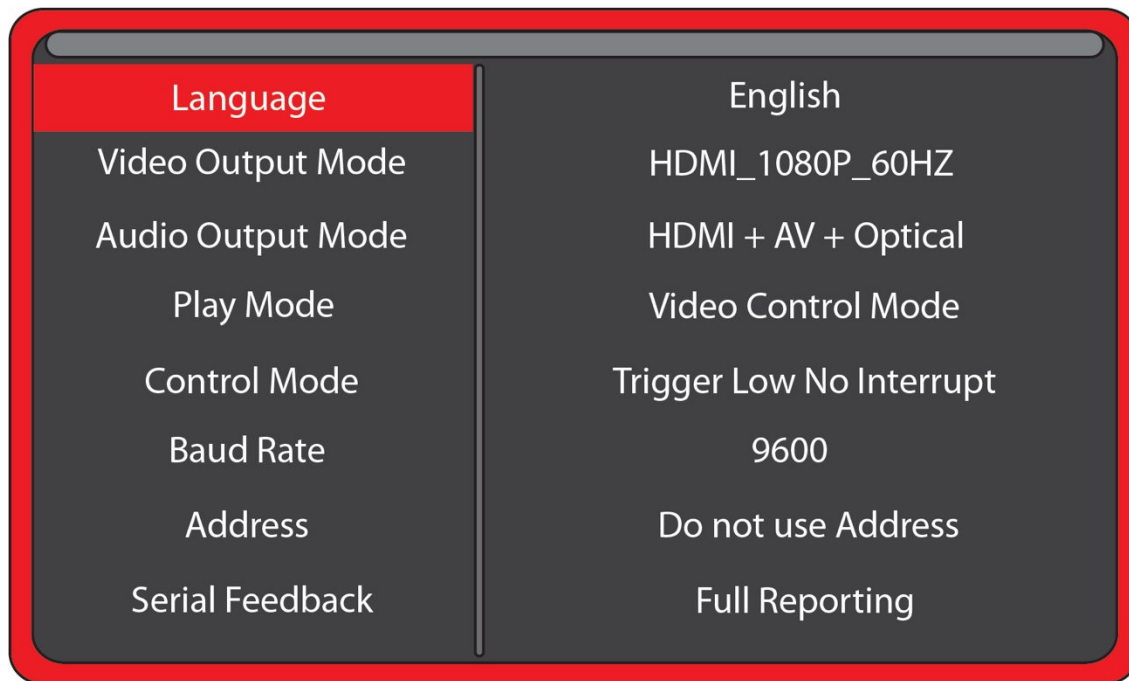 Language English
Video Output Mode HDMI_1080P_60HZ
Audio Output Mode HDMI + AV + Optical
Play Mode Video Control Mode
Control Mode Trigger Low No Interrupt
Baud Rate 9600
Address Do not use Address
Serial Feedback Full Reporting